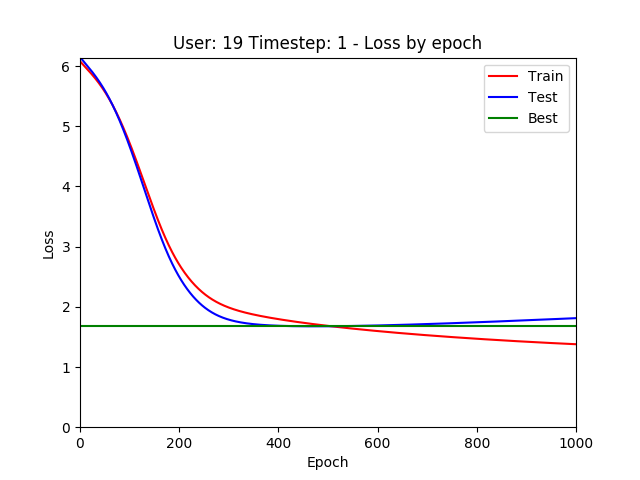 User: 19 Timestep: 1 - Loss by epoch
6
5
4
3
2
1
0
Loss
Train
Test
Best
0 200 400 600 800 1000
Epoch